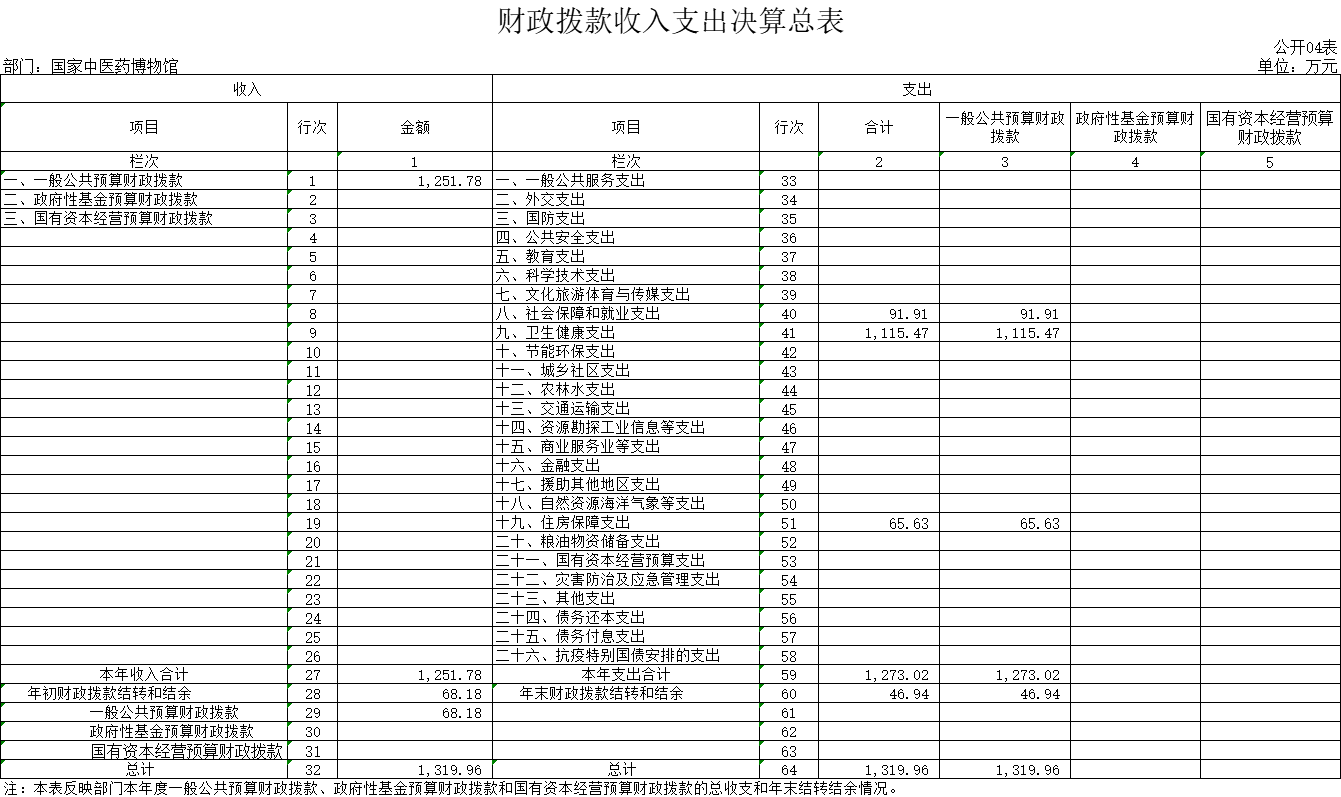 财政拨款收入支出决算总表
公开04表
部门：国家中医药博物馆 单位：万元
收入 支出
项目 行次 金额 项目 行次 合计 一般公共预算财政拨款 政府性基金预算财政拨款 国有资本经营预算财政拨款
栏次 1 栏次 2 3 4 5
一、一般公共预算财政拨款 1 1,251.78 一、一般公共服务支出 33
二、政府性基金预算财政拨款 2 二、外交支出 34
三、国有资本经营预算财政拨款 3 三、国防支出 35
4 四、公共安全支出 36
5 五、教育支出 37
6 六、科学技术支出 38
7 七、文化旅游体育与传媒支出 39
8 八、社会保障和就业支出 40 91.91 91.91
9 九、卫生健康支出 41 1,115.47 1,115.47
10 十、节能环保支出 42
11 十一、城乡社区支出 43
12 十二、农林水支出 44
13 十三、交通运输支出 45
14 十四、资源勘探工业信息等支出 46
15 十五、商业服务业等支出 47
16 十六、金融支出 48
17 十七、援助其他地区支出 49
18 十八、自然资源海洋气象等支出 50
19 十九、住房保障支出 51 65.63 65.63
20 二十、粮油物资储备支出 52
21 二十一、国有资本经营预算支出 53
22 二十二、灾害防治及应急管理支出 54
23 二十三、其他支出 55
24 二十四、债务还本支出 56
25 二十五、债务付息支出 57
26 二十六、抗疫特别国债安排的支出 58
本年收入合计 27 1,251.78 本年支出合计 59 1,273.02 1,273.02
年初财政拨款结转和结余 28 68.18 年末财政拨款结转和结余 60 46.94 46.94
一般公共预算财政拨款 29 68.18 61
政府性基金预算财政拨款 30 62
国有资本经营预算财政拨款 31 63
总计 32 1,319.96 总计 64 1,319.96 1,319.96
注：本表反映部门本年度一般公共预算财政拨款、政府性基金预算财政拨款和国有资本经营预算财政拨款的总收支和年末结转结余情况。